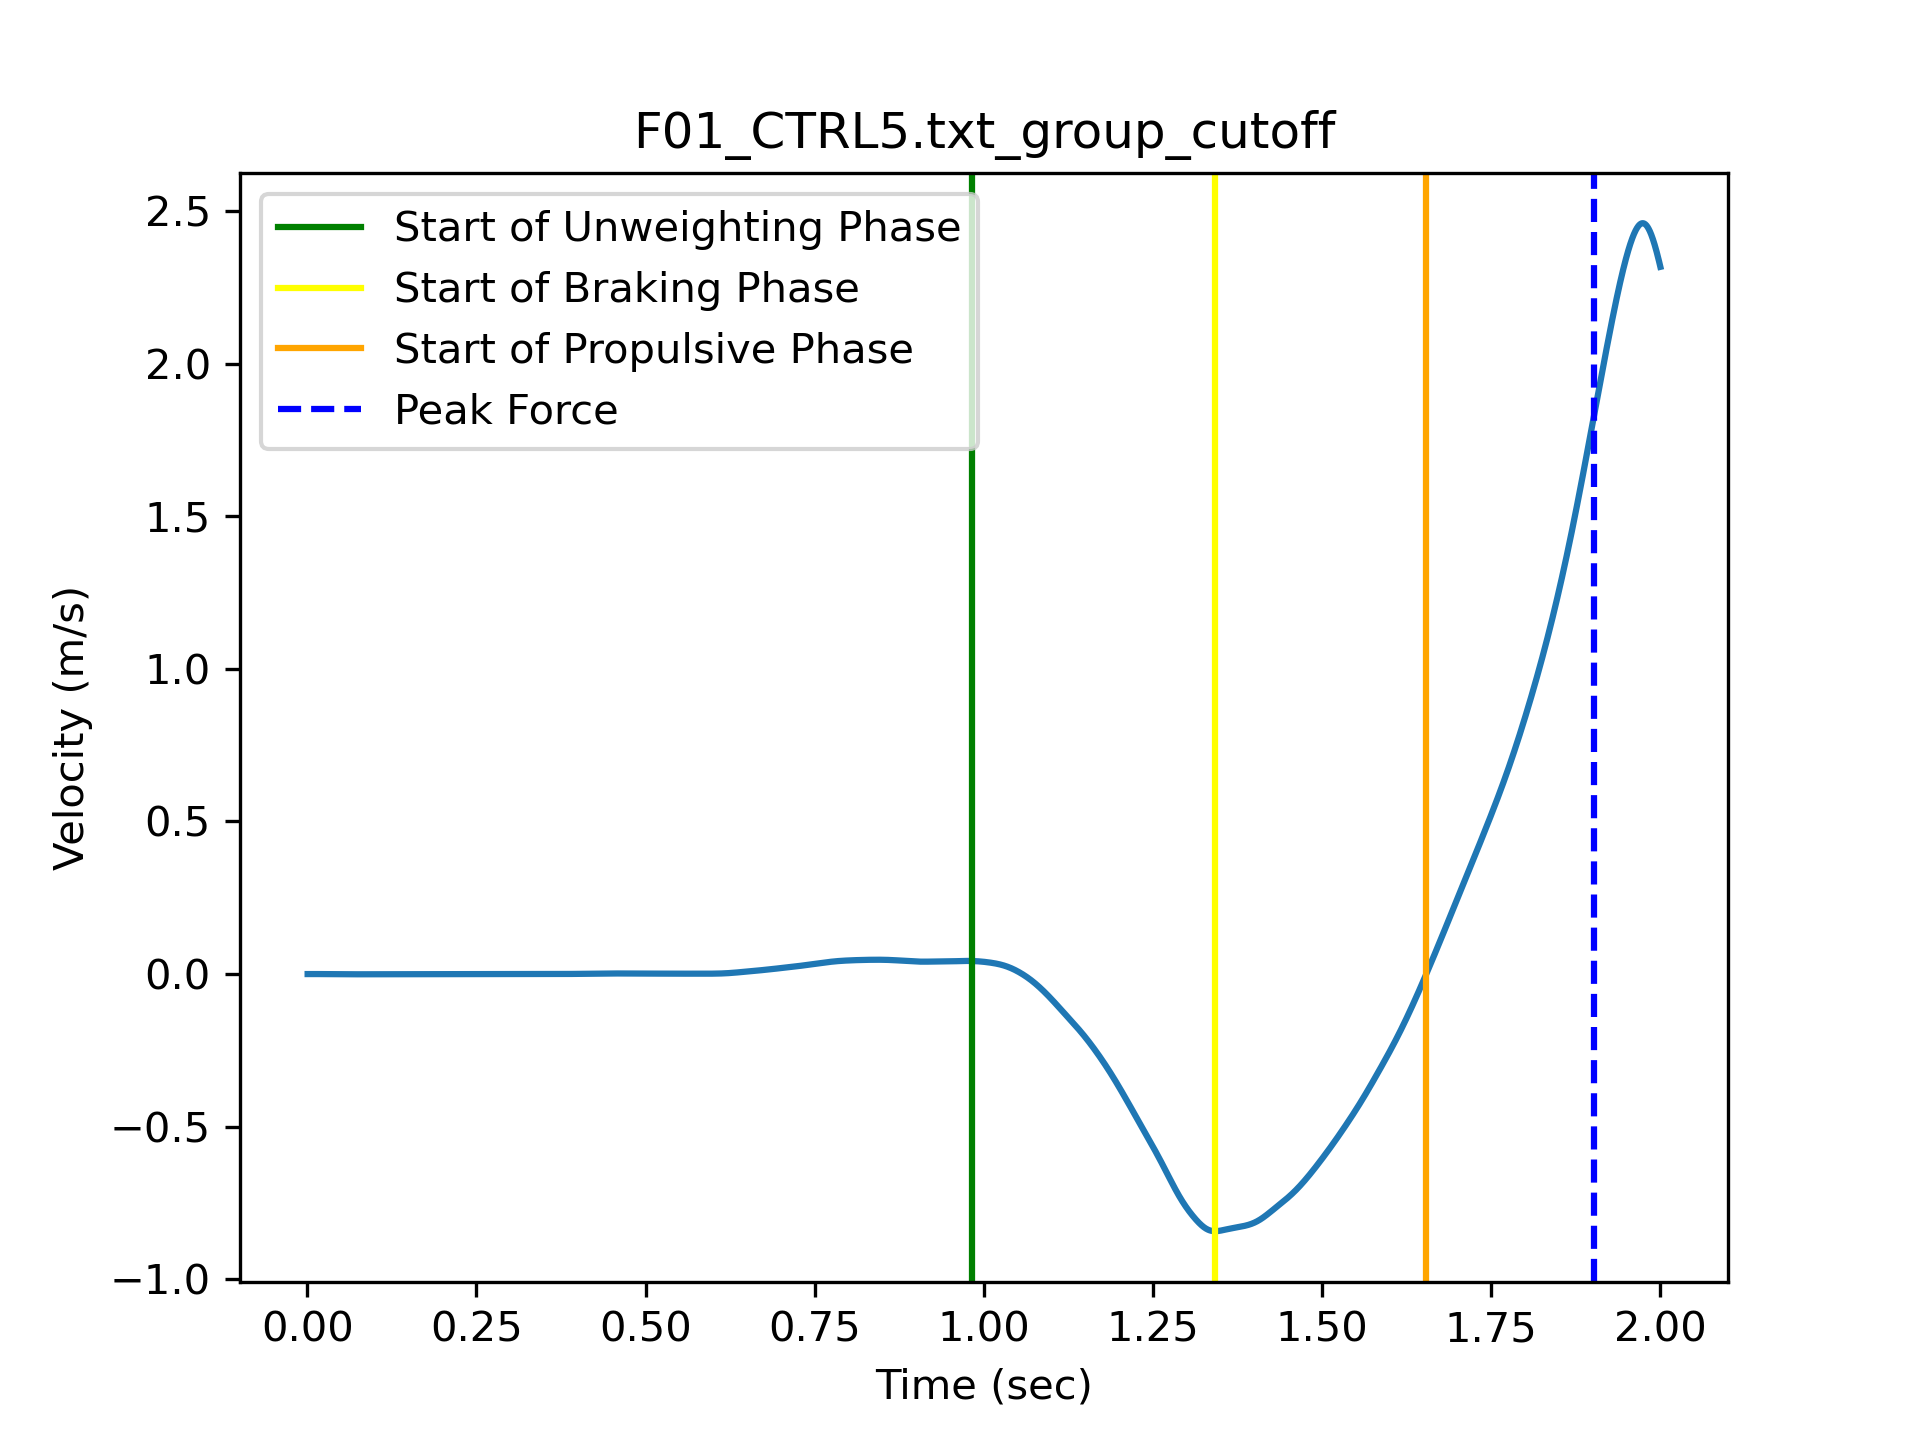 F01_CTRL5.txt_group_cutoff
Start of Unweighting Phase
Start of Braking Phase
Start of Propulsive Phase
Peak Force
2.5
2.0
1.5
1.0
0.5
0.0
−0.5
−1.0
Velocity (m/s)
0.00 0.25 0.50 0.75 1.00 1.25 1.50 1.75 2.00
Time (sec)